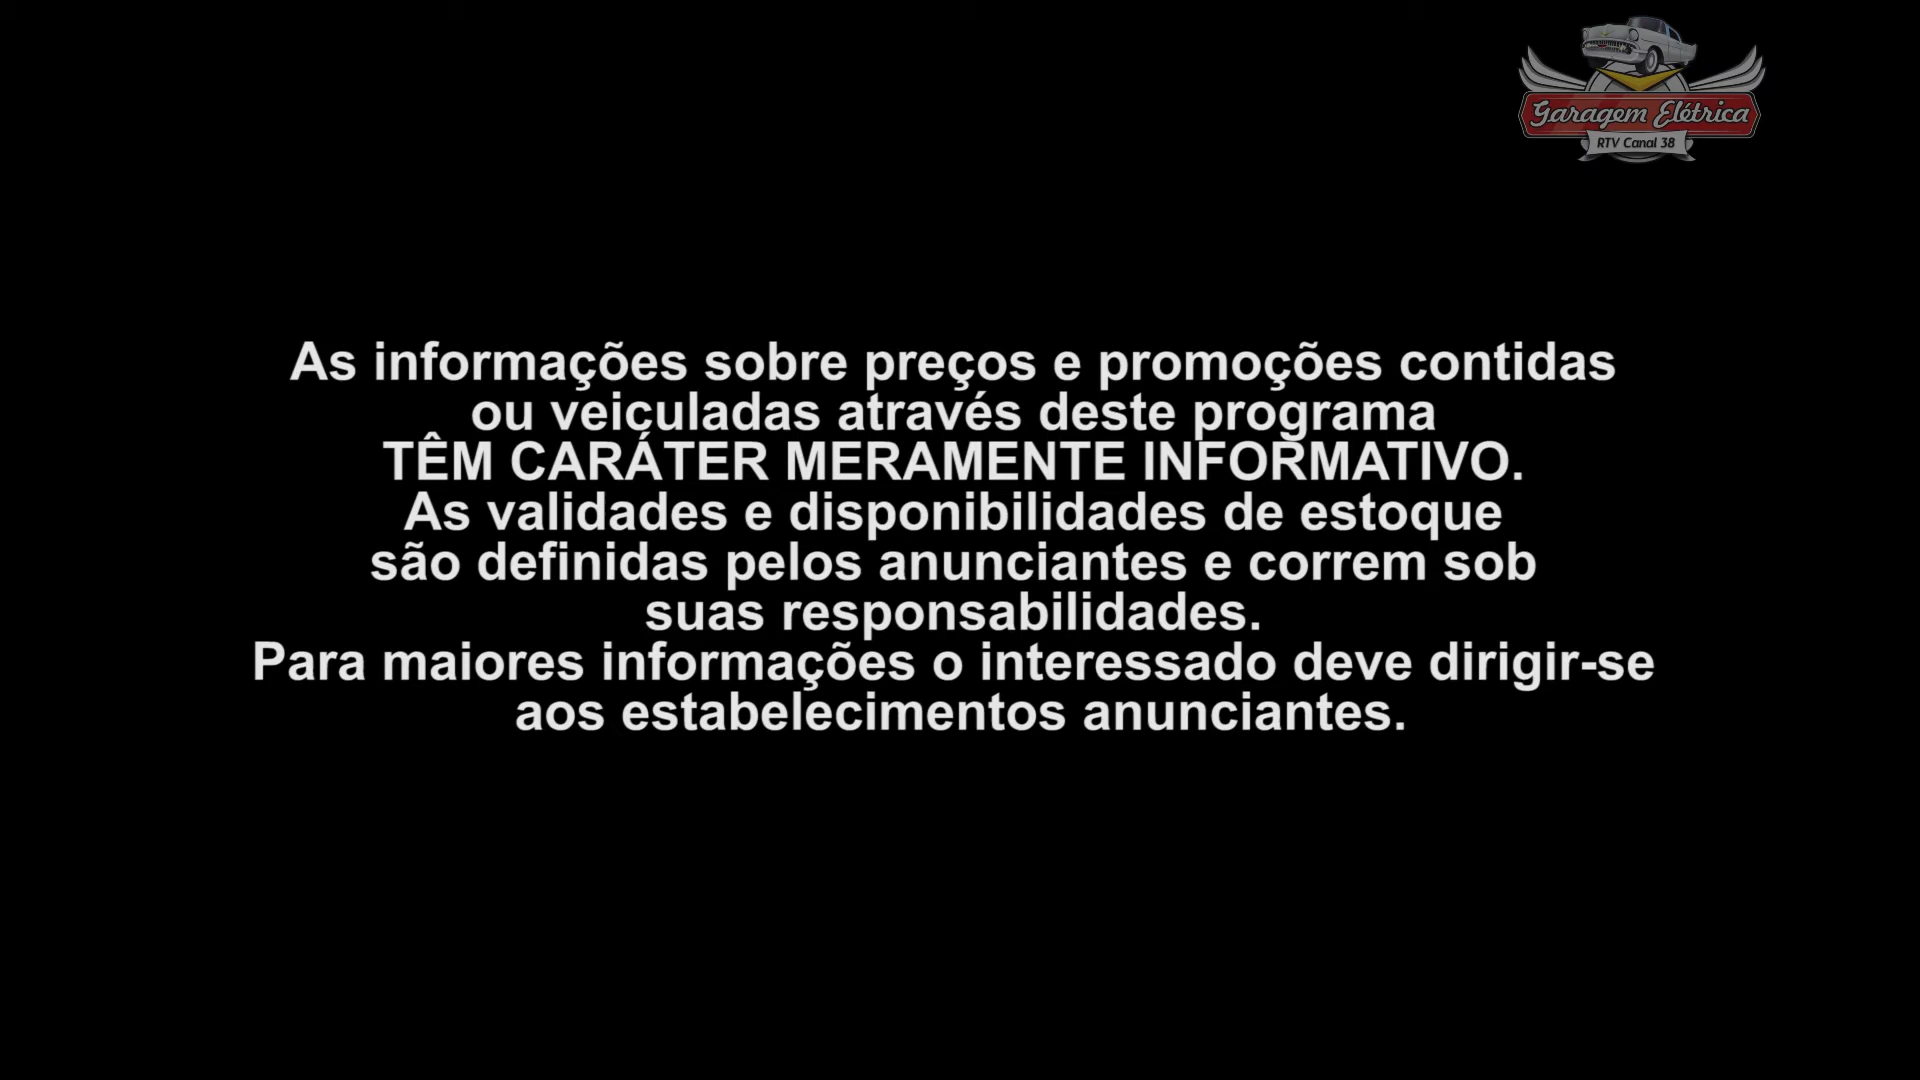 Garagem Elétrica
RTV Canal 38
As informações sobre preços e promoções contidas
ou veiculadas através deste programa
TÊM CARÁTER MERAMENTE INFORMATIVO.
As validades e disponibilidades de estoque
são definidas pelos anunciantes e correm sob
suas responsabilidades.
Para maiores informações o interessado deve dirigir-se
aos estabelecimentos anunciantes.